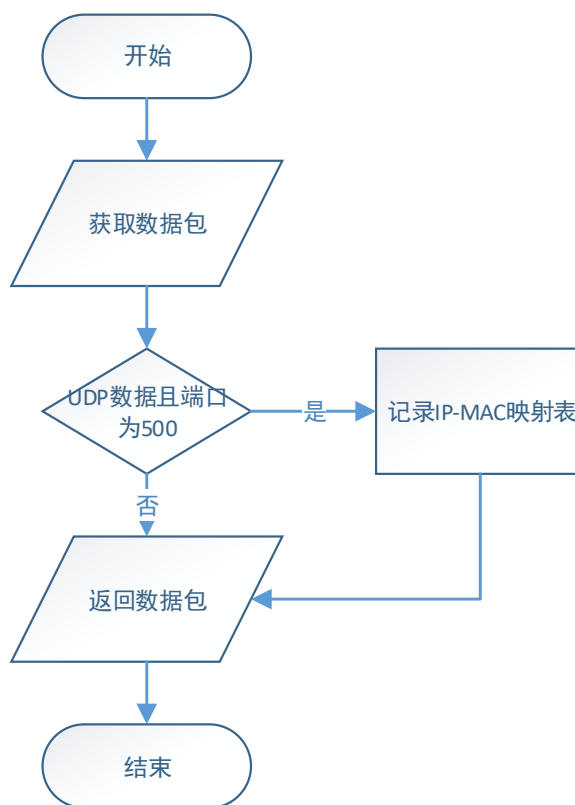 开始
获取数据包
UDP数据且端口
为500
是
记录IP-MAC映射表
否
返回数据包
结束